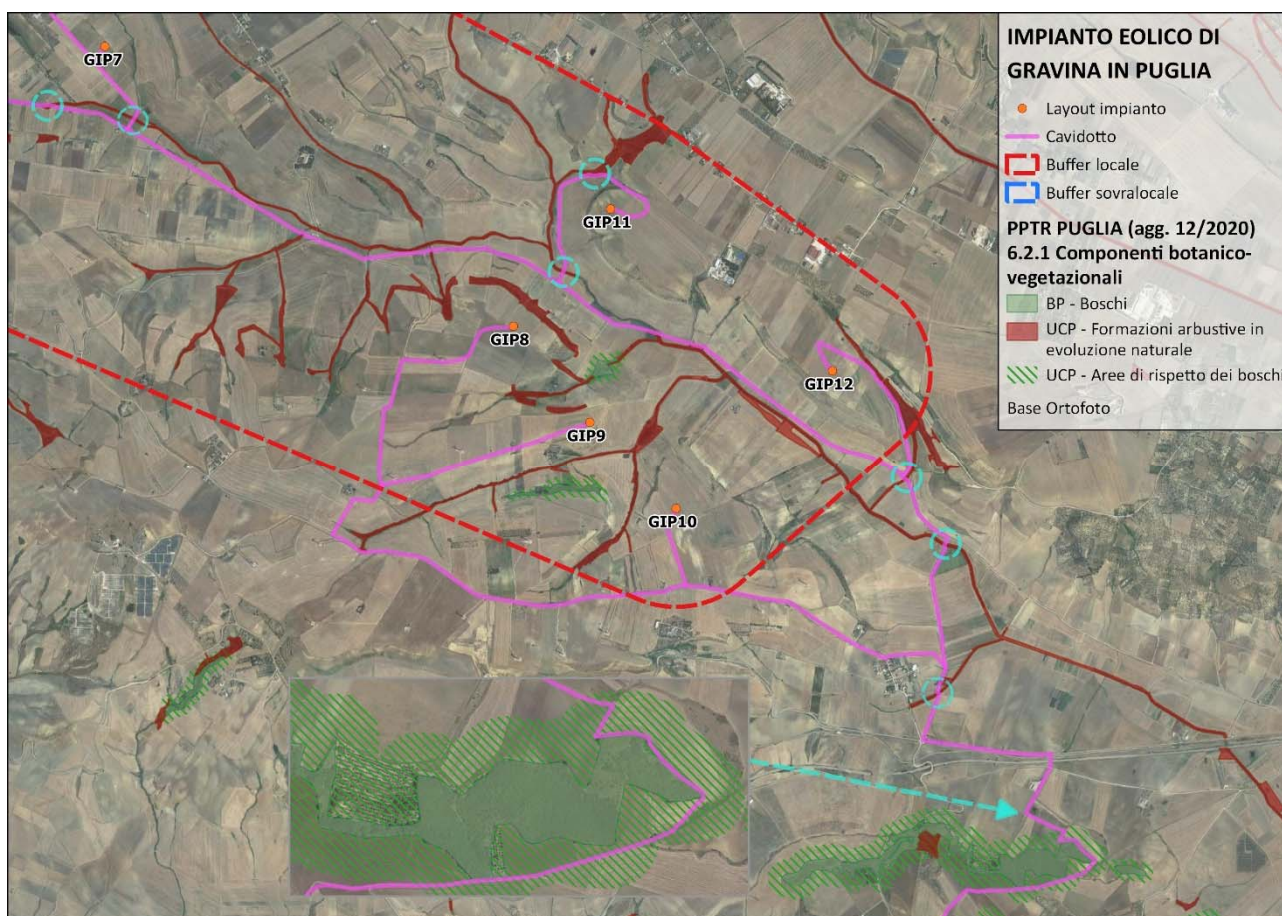 IMPIANTO EOLICO DI
GRAVINA IN PUGLIA
Layout impianto
Cavidotto
Buffer locale
Buffer sovralocale
PPTR PUGLIA (agg. 12/2020)
6.2.1 Componenti botanico-
vegetazionali
BP - Boschi
UCP - Formazioni arbustive in
evoluzione naturale
UCP - Aree di rispetto dei boschi
Base Ortofoto
GIP7
GIP11
GIP8
GIP12
GIP9
GIP10